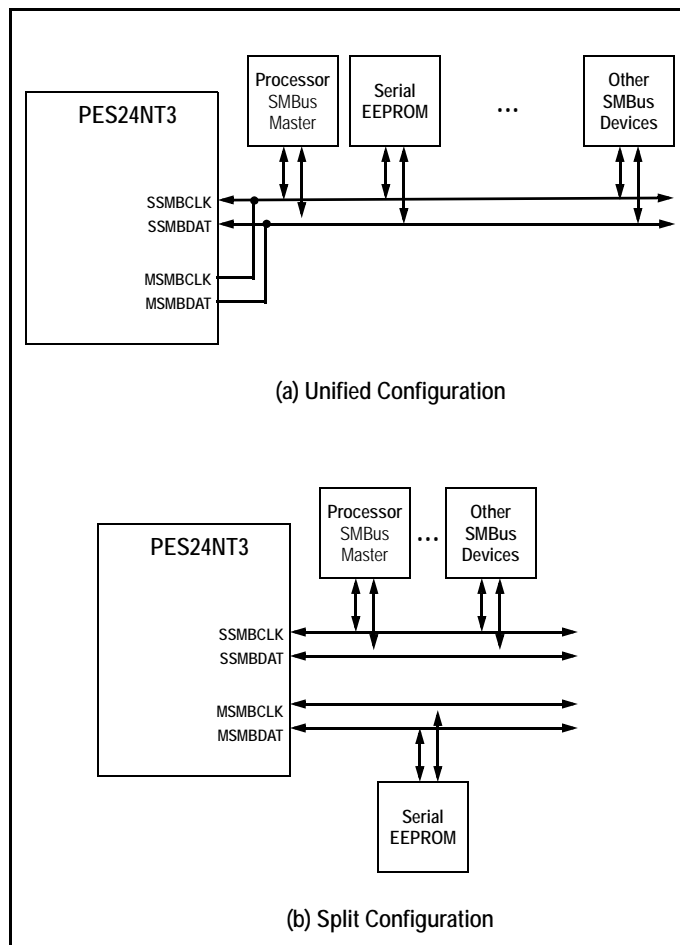 PES24NT3
Processor
SMBus
Master
Serial
EEPROM
...
Other
SMBus
Devices
SSMBCLK
SSMBDAT
MSMBCLK
MSMBDAT
(a) Unified Configuration
PES24NT3
Processor
SMBus
Master
...
Other
SMBus
Devices
SSMBCLK
SSMBDAT
MSMBCLK
MSMBDAT
Serial
EEPROM
(b) Split Configuration